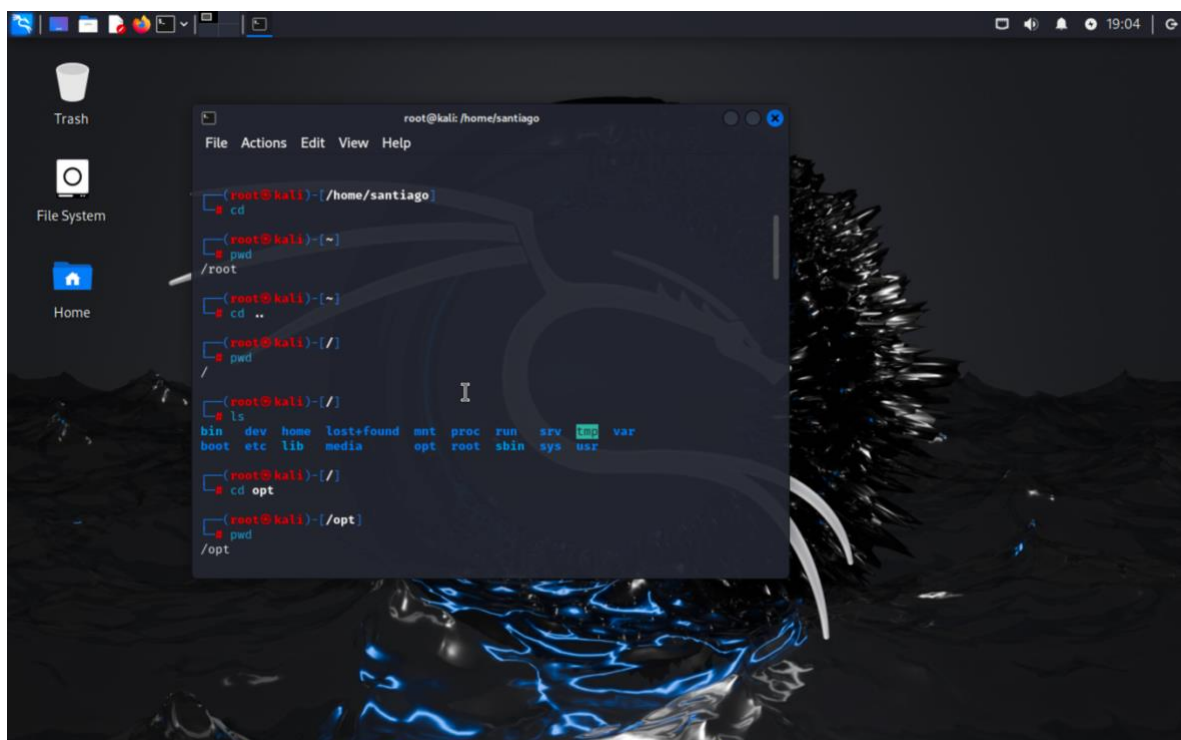 19:04
Trash
File System
Home
root@kali: /home/santiago
File Actions Edit View Help
(root㉿kali)-[/home/santiago]
# cd
(root㉿kali)-[~]
# pwd
/root
(root㉿kali)-[~]
# cd ..
(root㉿kali)-[/]
# pwd
/
(root㉿kali)-[/]
# ls
bin dev home lost+found mnt proc run srv tmp var
boot etc lib media opt root sbin sys usr
(root㉿kali)-[/]
# cd opt
(root㉿kali)-[/opt]
# pwd
/opt